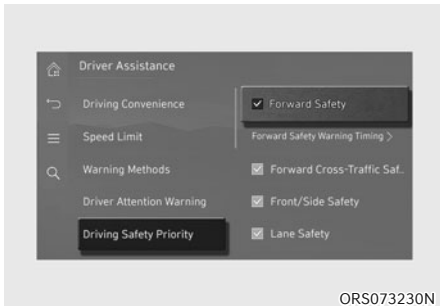 Driver Assistance
Driving Convenience
Speed Limit
Warning Methods
Driver Attention Warning
Driving Safety Priority
Forward Safety
Forward Safety Warning Timing >
Forward Cross-Traffic Saf..
Front/Side Safety
Lane Safety
ORS073230N